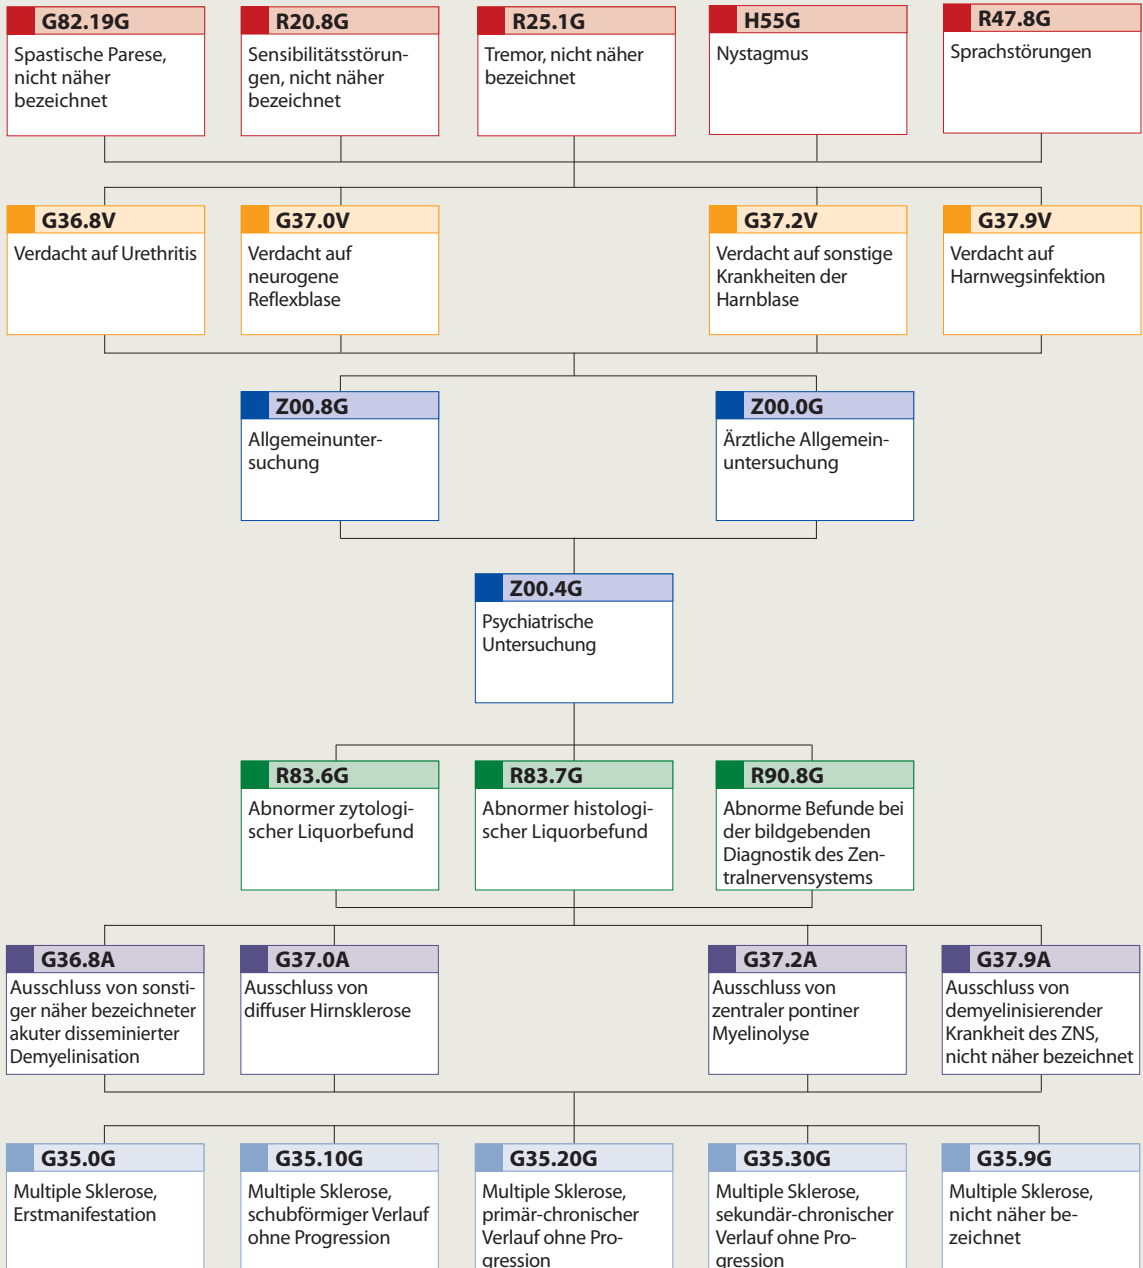 G82.19G
Spastische Parese,
nicht näher
bezeichnet
R20.8G
Sensibilitätsstörun-
gen, nicht näher
bezeichnet
R25.1G
Tremor, nicht näher
bezeichnet
H55G
Nystagmus
R47.8G
Sprachstörungen
G36.8V
Verdacht auf Urethritis
G37.0V
Verdacht auf
neurogene
Reflexblase
G37.2V
Verdacht auf sonstige
Krankheiten der
Harnblase
G37.9V
Verdacht auf
Harnwegsinfektion
Z00.8G
Allgemeinunter-
suchung
Z00.0G
Ärztliche Allgemein-
untersuchung
Z00.4G
Psychiatrische
Untersuchung
R83.6G
Abnormer zytologi-
scher Liquorbefund
R83.7G
Abnormer histologi-
scher Liquorbefund
R90.8G
Abnorme Befunde bei
der bildgebenden
Diagnostik des Zen-
tralnervensystems
G36.8A
Ausschluss von sonsti-
ger näher bezeichneter
akuter disseminierter
Demyelinisation
G37.0A
Ausschluss von
diffuser Hirnsklerose
G37.2A
Ausschluss von
zentraler pontiner
Myelinolyse
G37.9A
Ausschluss von
demyelinisierender
Krankheit des ZNS,
nicht näher bezeichnet
G35.0G
Multiple Sklerose,
Erstmanifestation
G35.10G
Multiple Sklerose,
schubförmiger Verlauf
ohne Progression
G35.20G
Multiple Sklerose,
primär-chronischer
Verlauf ohne Pro-
gression
G35.30G
Multiple Sklerose,
sekundär-chronischer
Verlauf ohne Pro-
gression
G35.9G
Multiple Sklerose,
nicht näher be-
zeichnet